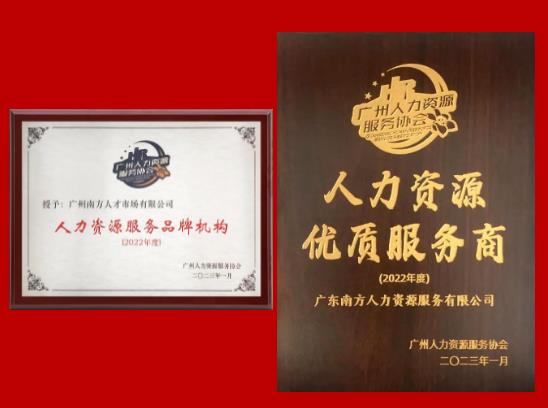 广州人力资源
服务协会
授予：广州南方人才市场有限公司
人力资源服务品牌机构
(2022年度)
广州人力资源服务协会
二〇二三年一月
广州人力资源
服务协会
人力资源
优质服务商
(2022年度)
广东南方人力资源服务有限公司
广州人力资源服务协会
二〇二三年一月